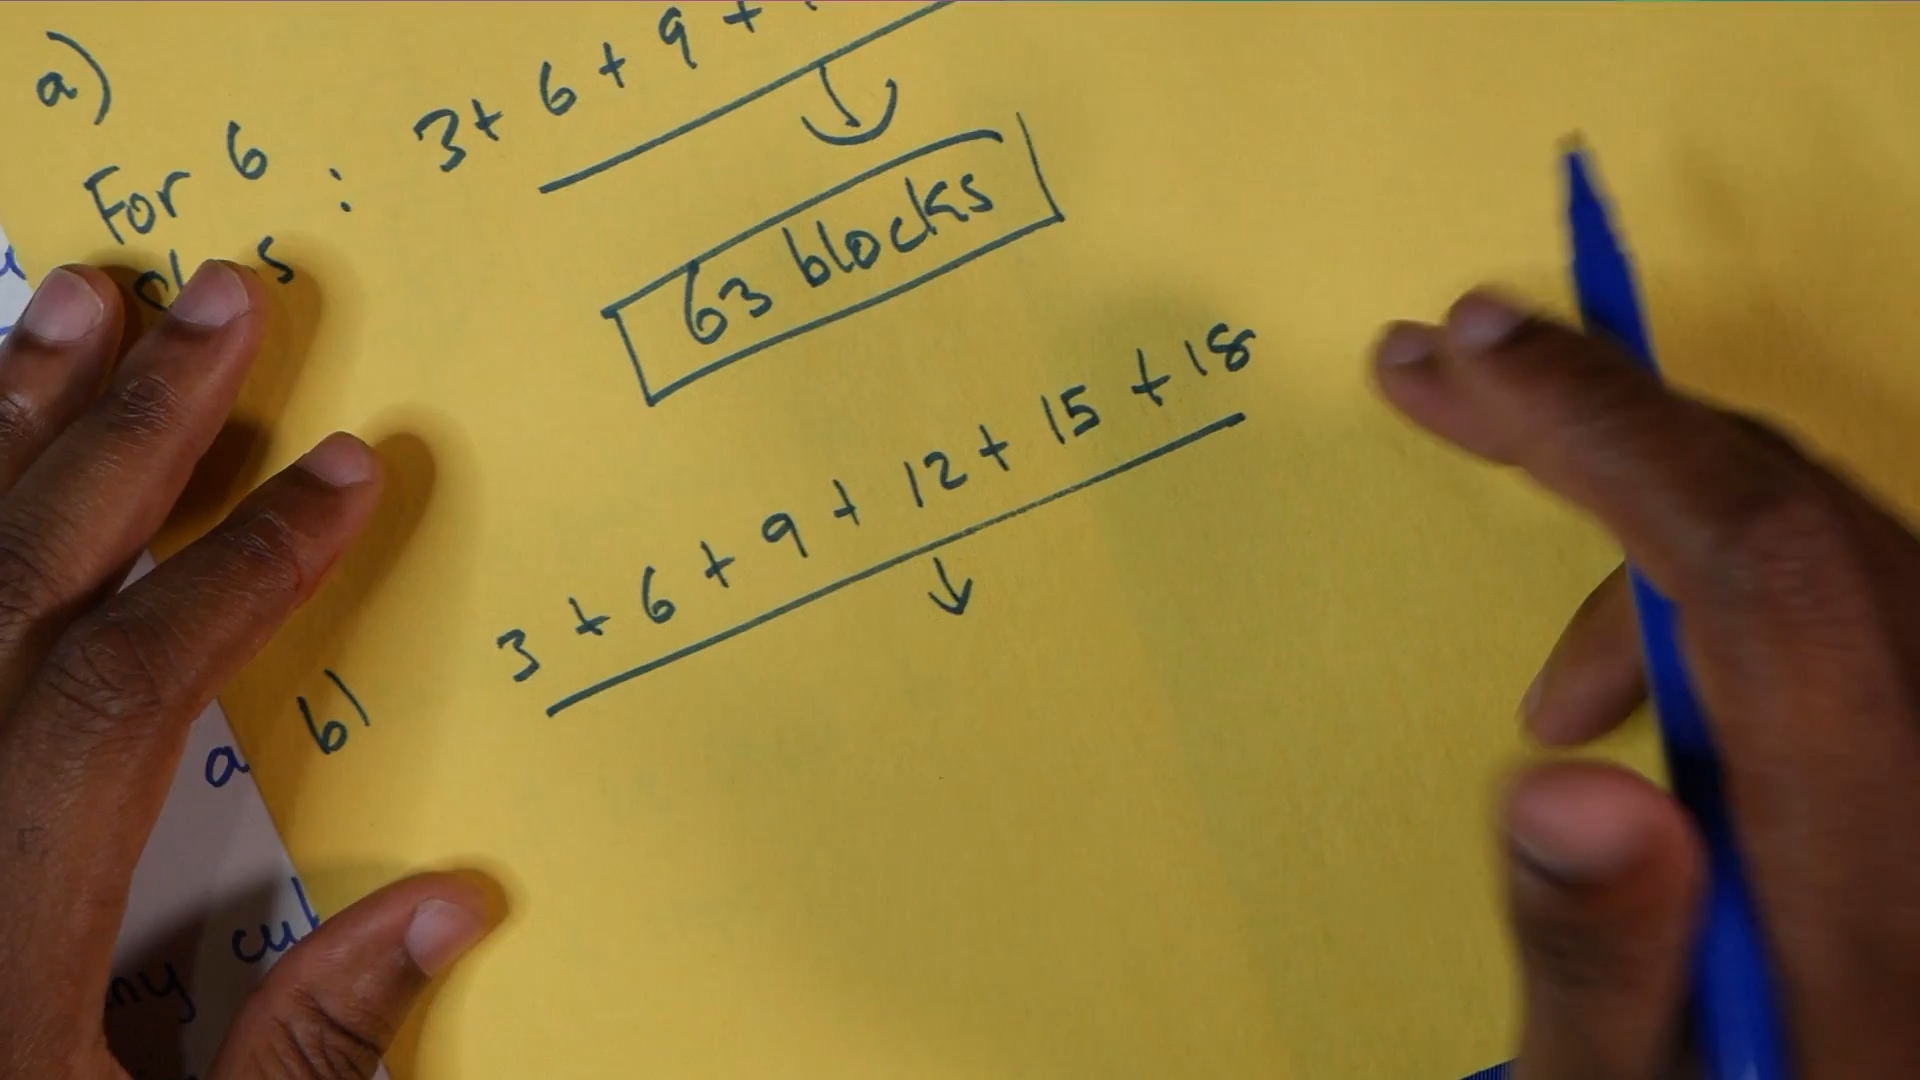 a)
For 6 : 3 + 6 + 9 +
63 blocks
3 + 6 + 9 + 12 + 15 + 18
b)
a